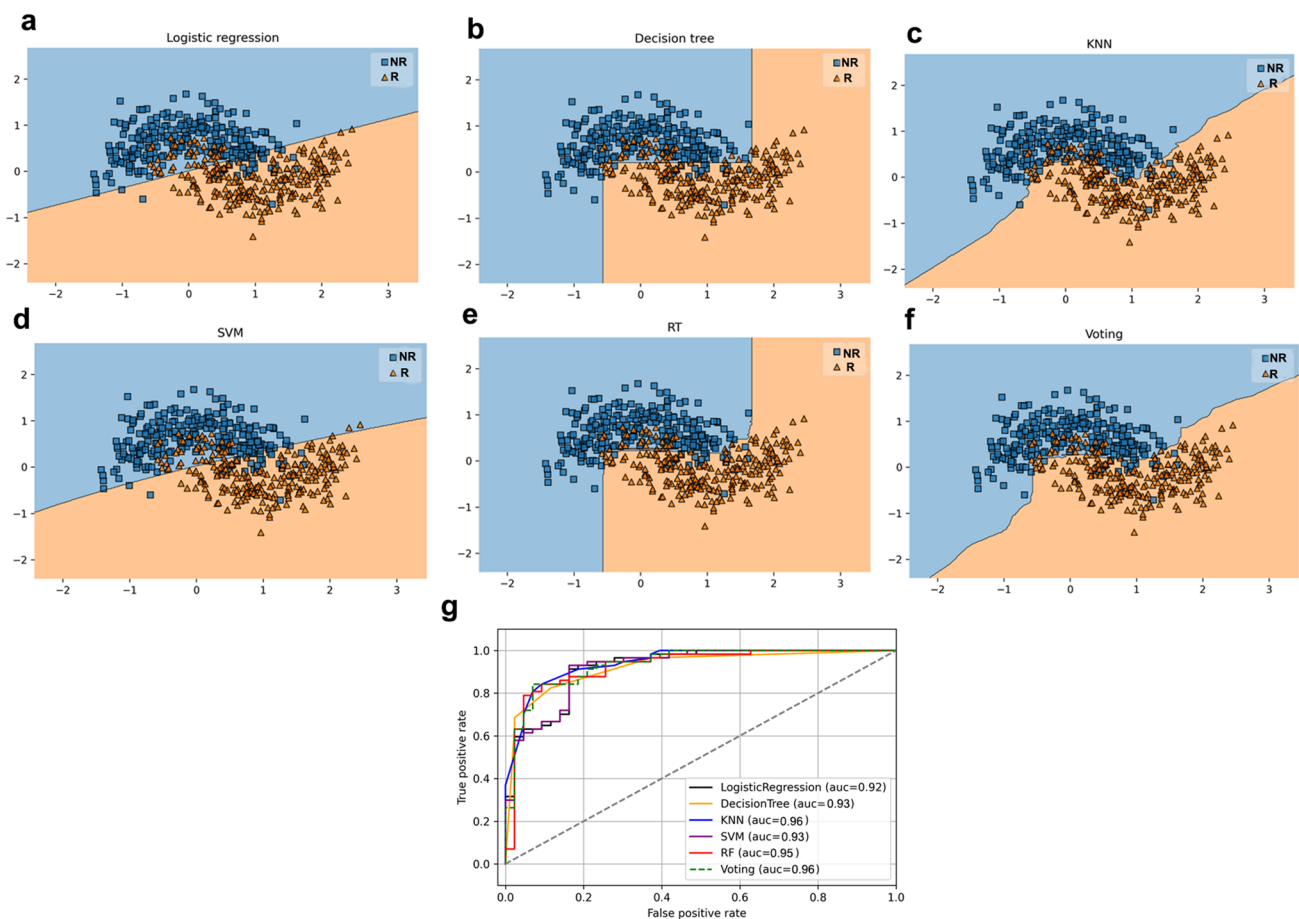 a
Logistic regression
NR
R
2
1
0
−1
−2
−2
−1
0
1
2
3
b
Decision tree
NR
R
2
1
0
−1
−2
−2
−1
0
1
2
3
c
KNN
NR
R
2
1
0
−1
−2
−2
−1
0
1
2
3
d
SVM
NR
R
2
1
0
−1
−2
−2
−1
0
1
2
3
e
RT
NR
R
2
1
0
−1
−2
−2
−1
0
1
2
3
f
Voting
NR
R
2
1
0
−1
−2
−2
−1
0
1
2
3
g
True positive rate
1.0
0.8
0.6
0.4
0.2
0.0
LogisticRegression (auc=0.92)
DecisionTree (auc=0.93)
KNN (auc=0.96)
SVM (auc=0.93)
RF (auc=0.95)
Voting (auc=0.96)
0.0
0.2
0.4
0.6
0.8
1.0
False positive rate